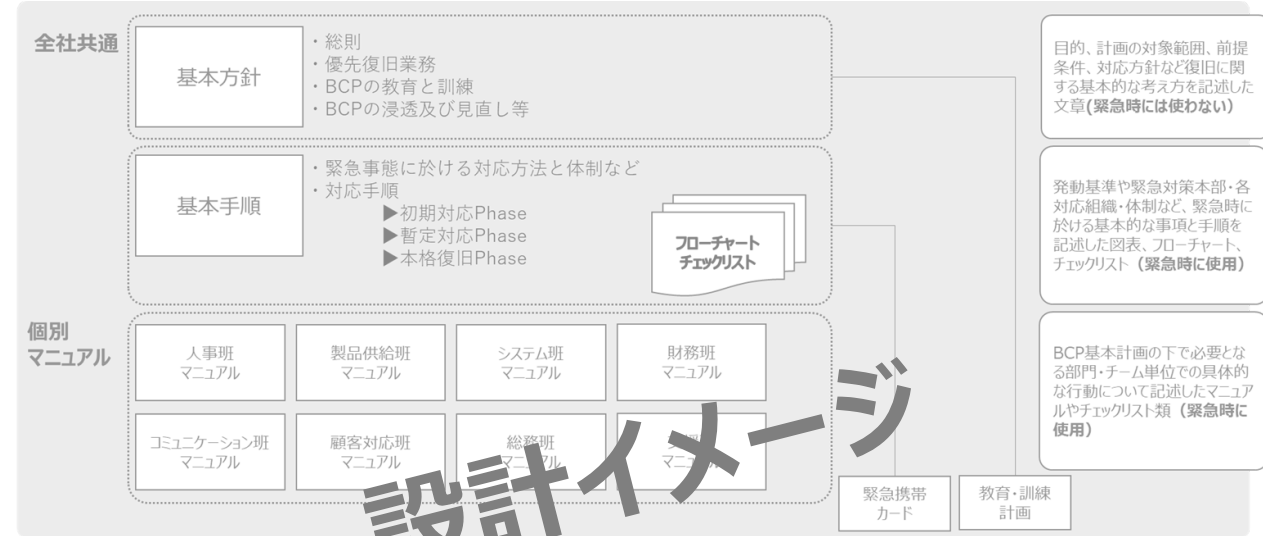 全社共通
基本方針
・総則
・優先復旧業務
・BCPの教育と訓練
・BCPの浸透及び見直し等
目的、計画の対象範囲、前提
条件、対応方針など復旧に関
する基本的な考え方を記述した
文章(緊急時には使わない)
基本手順
・緊急事態に於ける対応方法と体制など
・対応手順
▶初期対応Phase
▶暫定対応Phase
▶本格復旧Phase
フローチャート
チェックリスト
発動基準や緊急対策本部・各
対応組織・体制など、緊急時に
於ける基本的な事項と手順を
記述した図表、フローチャート、
チェックリスト（緊急時に使用）
個別
マニュアル
人事班
マニュアル
製品供給班
マニュアル
システム班
マニュアル
財務班
マニュアル
コミュニケーション班
マニュアル
顧客対応班
マニュアル
総務班
マニュアル
マニュアル
BCP基本計画の下で必要とな
る部門・チーム単位での具体的
な行動について記述したマニュア
ルやチェックリスト類（緊急時に
使用）
緊急携帯
カード
教育・訓練
計画
設計イメージ